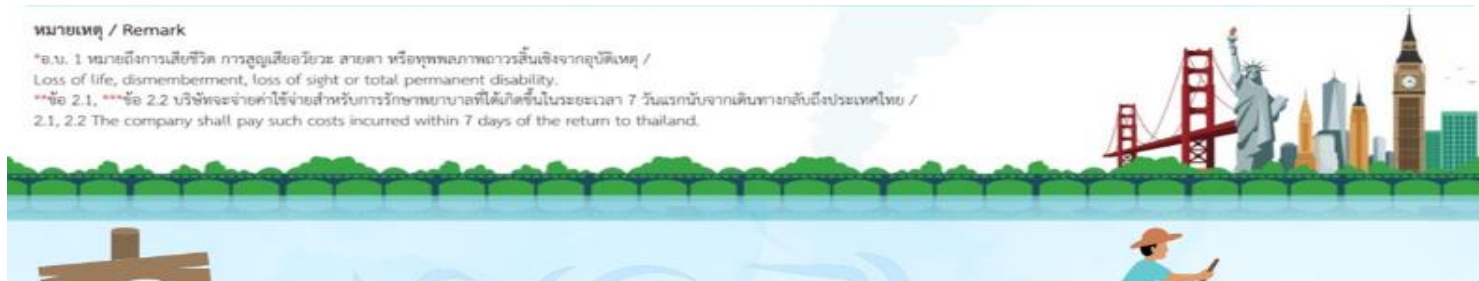 หมายเหตุ / Remark
*อ.บ. 1 หมายถึงการเสียชีวิต การสูญเสียอวัยวะ สายตา หรือทุพพลภาพถาวรสิ้นเชิงจากอุบัติเหตุ /
Loss of life, dismemberment, loss of sight or total permanent disability.
**ข้อ 2.1, ***ข้อ 2.2 บริษัทจะจ่ายค่าใช้จ่ายสำหรับการรักษาพยาบาลที่ได้เกิดขึ้นในระยะเวลา 7 วันแรกนับจากเดินทางกลับถึงประเทศไทย /
2.1, 2.2 The company shall pay such costs incurred within 7 days of the return to thailand.